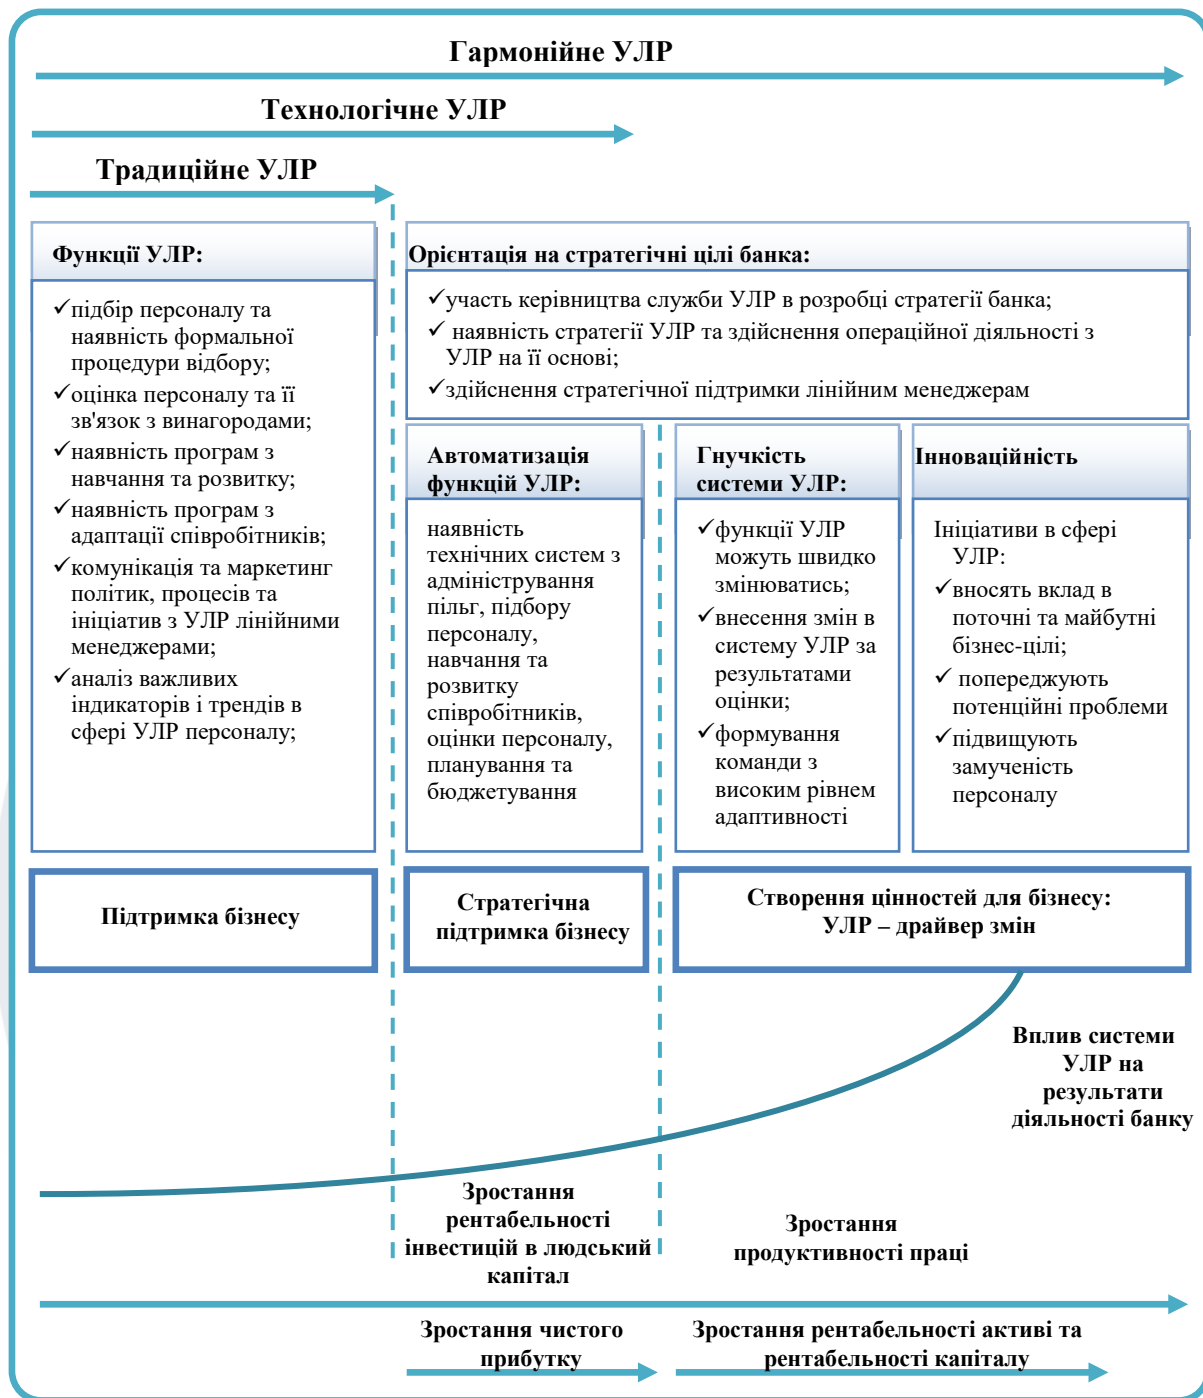 Гармонійне УЛР
Технологічне УЛР
Традиційне УЛР
Функції УЛР:
✓підбір персоналу та
наявність формальної
процедури відбору;
✓оцінка персоналу та її
зв'язок з винагородами;
✓наявність програм з
навчання та розвитку;
✓наявність програм з
адаптації співробітників;
✓комунікація та маркетинг
політик, процесів та
ініціатив з УЛР лінійними
менеджерами;
✓аналіз важливих
індикаторів і трендів в
сфері УЛР персоналу;
Орієнтація на стратегічні цілі банка:
✓участь керівництва служби УЛР в розробці стратегії банка;
✓ наявність стратегії УЛР та здійснення операційної діяльності з
УЛР на її основі;
✓здійснення стратегічної підтримки лінійним менеджерам
Автоматизація
функцій УЛР:
наявність
технічних систем з
адміністрування
пільг, підбору
персоналу,
навчання та
розвитку
співробітників,
оцінки персоналу,
планування та
бюджетування
Гнучкість
системи УЛР:
✓функції УЛР
можуть швидко
змінюватись;
✓внесення змін в
систему УЛР за
результатами
оцінки;
✓формування
команди з
високим рівнем
адаптивності
Інноваційність
Ініціативи в сфері
УЛР:
✓вносять вклад в
поточні та майбутні
бізнес-цілі;
✓ попереджують
потенційні проблеми
✓підвищують
замученість
персоналу
Підтримка бізнесу
Стратегічна
підтримка бізнесу
Створення цінностей для бізнесу:
УЛР – драйвер змін
Вплив системи
УЛР на
результати
діяльності банку
Зростання
рентабельності
інвестицій в людський
капітал
Зростання
продуктивності праці
Зростання чистого
прибутку
Зростання рентабельності активі та
рентабельності капіталу